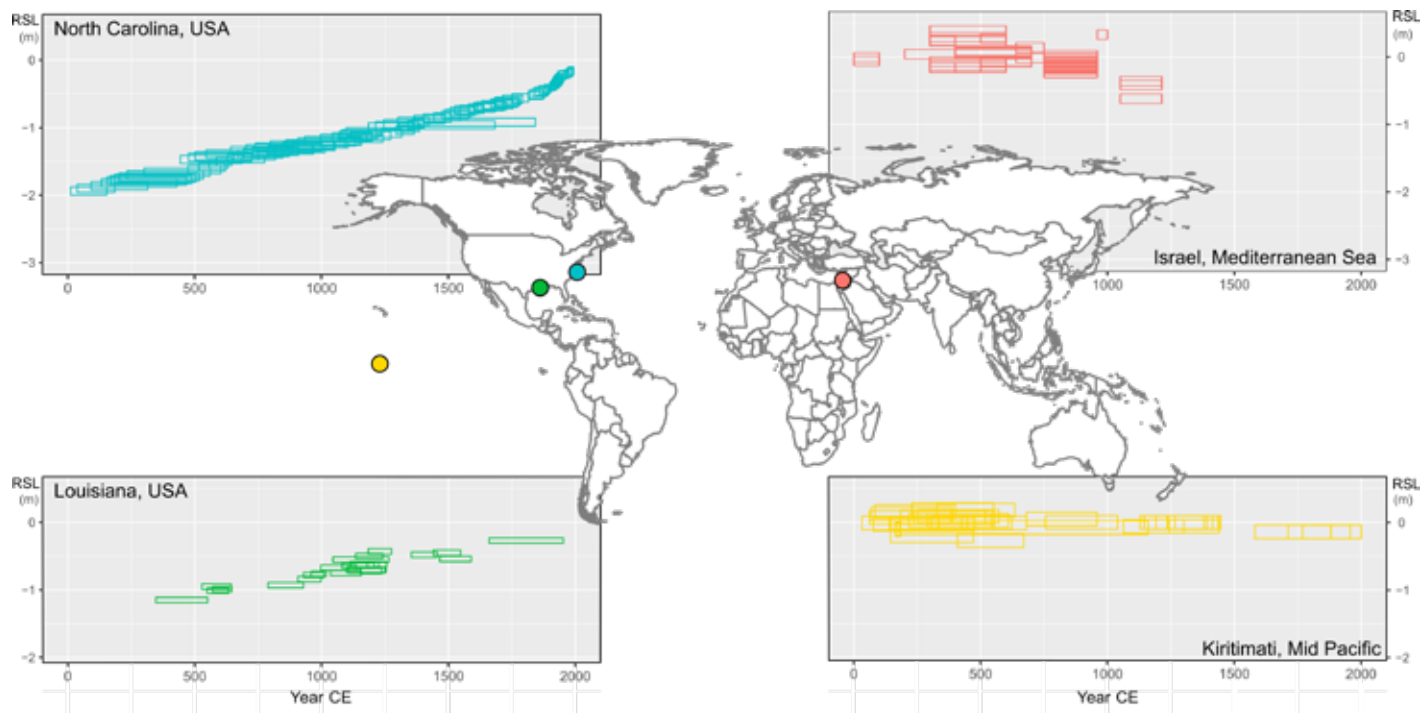 RSL
(m)
North Carolina, USA
0
−1
−2
−3
0
500
1000
1500
2000
RSL
(m)
0
−1
−2
−3
Israel, Mediterranean Sea
1000
2000
RSL
(m)
Louisiana, USA
0
−1
−2
0
500
1000
1500
2000
Year CE
RSL
(m)
0
−1
−2
Kiritimati, Mid Pacific
0
500
1000
1500
2000
Year CE